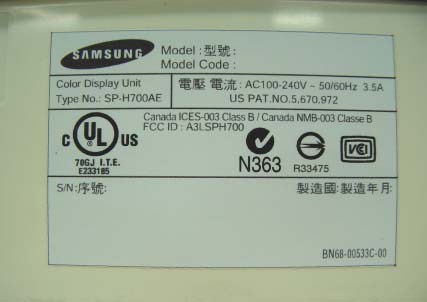 SAMSUNG
Model : 型號:
Model Code :
Color Display Unit
Type No.: SP-H700AE
電壓 電流 : AC100-240V ~ 50/60Hz 3.5A
US PAT.NO.5,670,972
Canada ICES-003 Class B / Canada NMB-003 Classe B
FCC ID : A3LSPH700
C UL US
70GJ I.T.E.
E233185
N363
R33475
VCI
S/N:序號:
製造國:製造年月:
BN68-00533C-00